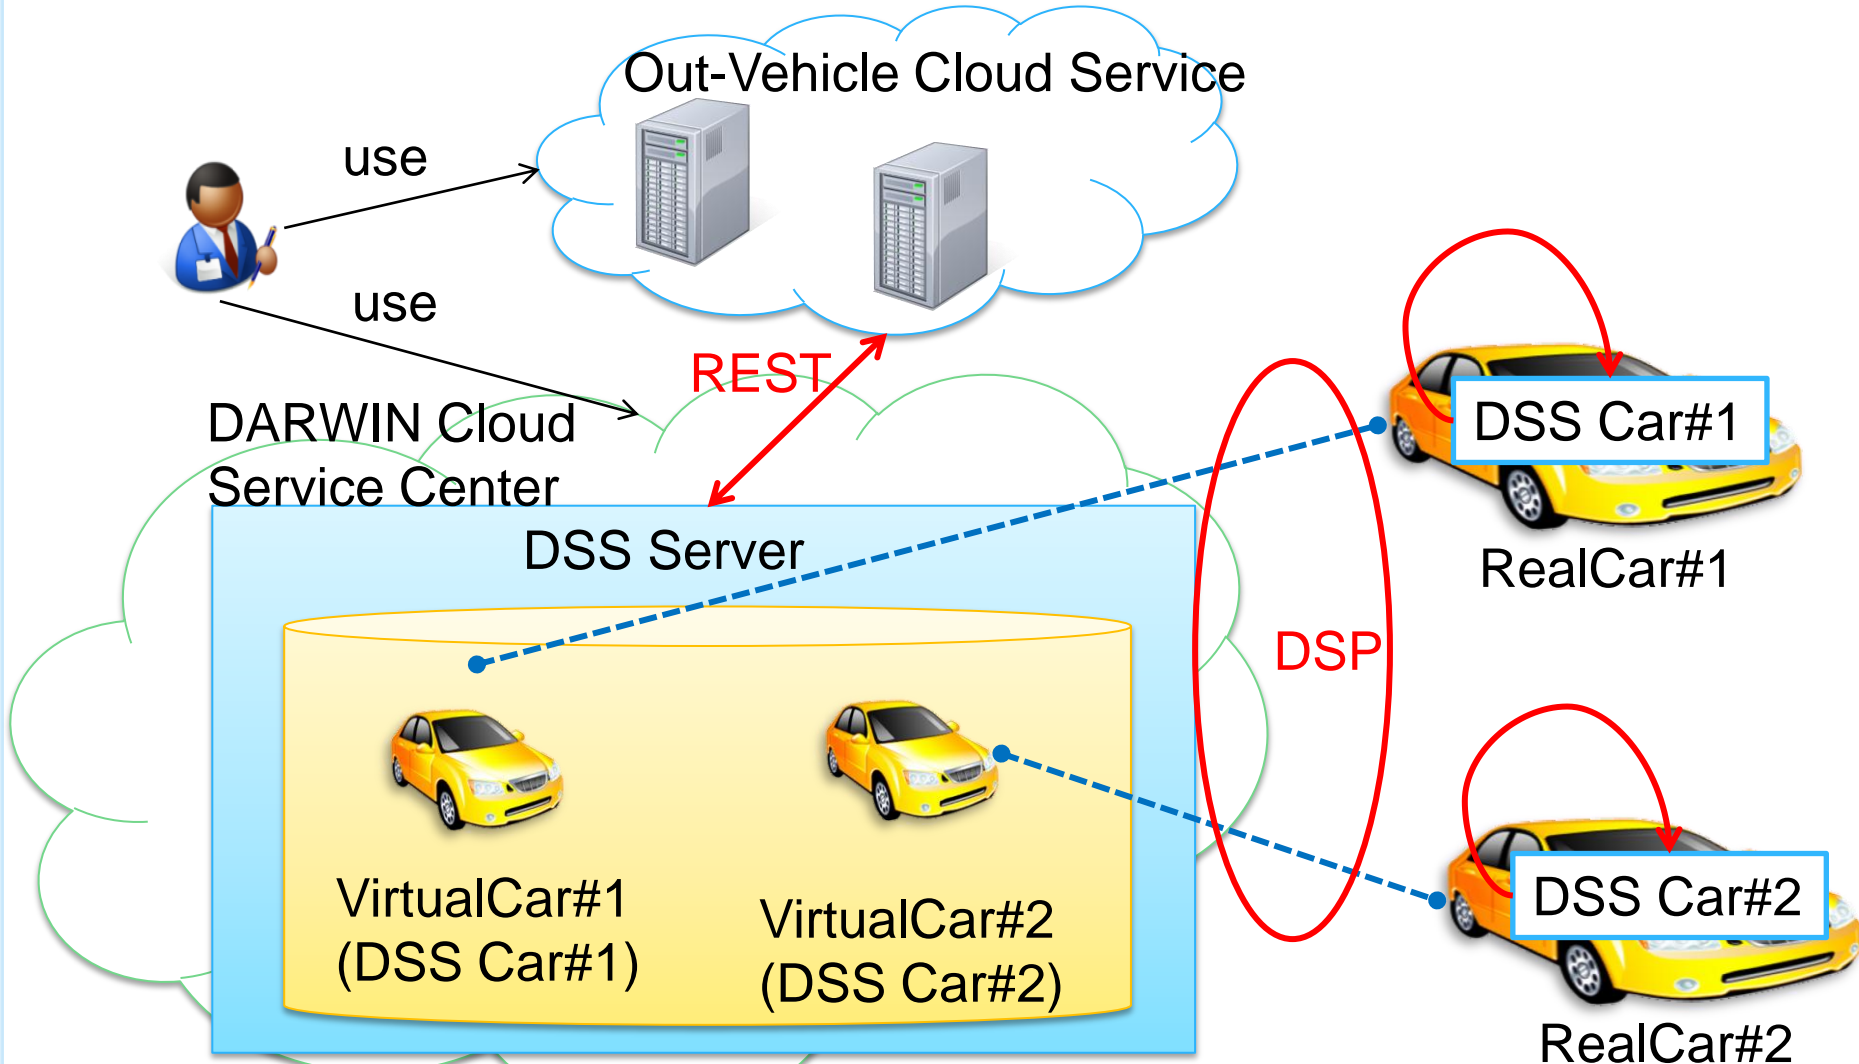 Out-Vehicle Cloud Service
use
use
REST
DARWIN Cloud
Service Center
DSS Server
DSS Car#1
RealCar#1
DSP
VirtualCar#1
(DSS Car#1)
VirtualCar#2
(DSS Car#2)
DSS Car#2
RealCar#2